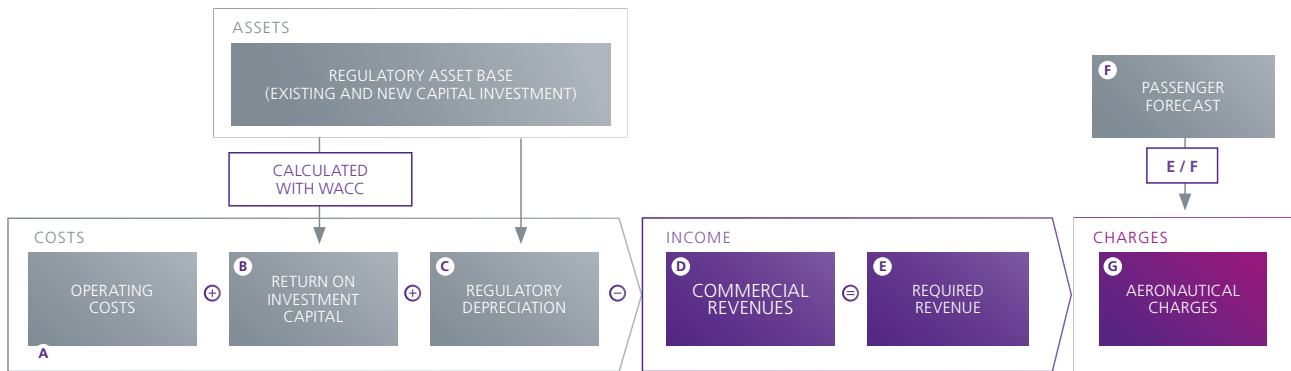 ASSETS
REGULATORY ASSET BASE
(EXISTING AND NEW CAPITAL INVESTMENT)
F
PASSENGER
FORECAST
CALCULATED
WITH WACC
E / F
COSTS
A
OPERATING
COSTS
+
B
RETURN ON
INVESTMENT
CAPITAL
+
C
REGULATORY
DEPRECIATION
−
INCOME
D
COMMERCIAL
REVENUES
=
E
REQUIRED
REVENUE
CHARGES
G
AERONAUTICAL
CHARGES